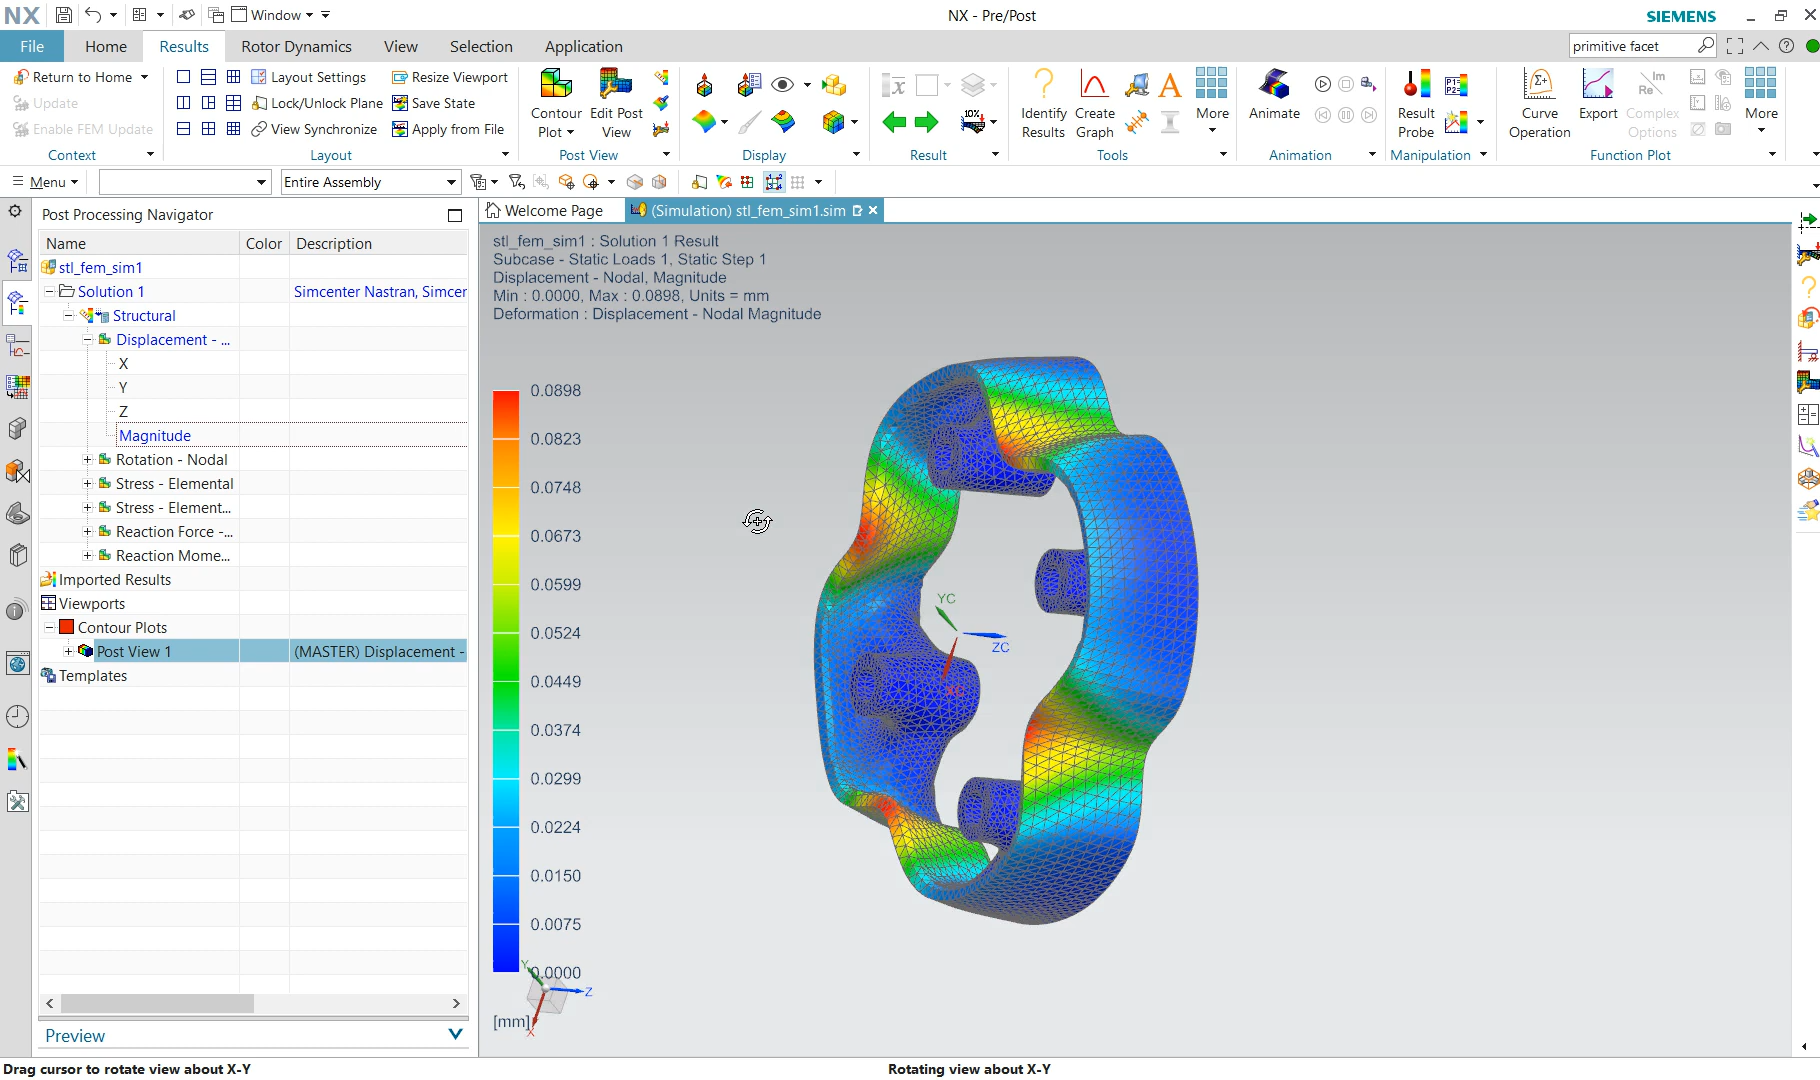 NX
Window
NX - Pre/Post
SIEMENS
File
Home
Results
Rotor Dynamics
View
Selection
Application
primitive facet
Return to Home
Update
Enable FEM Update
Context
Layout Settings
Lock/Unlock Plane
View Synchronize
Resize Viewport
Save State
Apply from File
Layout
Contour
Plot
Edit Post
View
Post View
Display
10%
Result
Identify
Results
Create
Graph
More
Tools
Animate
Animation
Result
Probe
Manipulation
Curve
Operation
Export
Im
Re
Complex
Options
More
Function Plot
Menu
Entire Assembly
Post Processing Navigator
Welcome Page
(Simulation) stl_fem_sim1.sim
Name
Color
Description
stl_fem_sim1
Solution 1
Simcenter Nastran, Simcer
Structural
Displacement - ...
X
Y
Z
Magnitude
Rotation - Nodal
Stress - Elemental
Stress - Element...
Reaction Force -...
Reaction Mome...
Imported Results
Viewports
Contour Plots
Post View 1
(MASTER) Displacement -
Templates
Preview
stl_fem_sim1 : Solution 1 Result
Subcase - Static Loads 1, Static Step 1
Displacement - Nodal, Magnitude
Min : 0.0000, Max : 0.0898, Units = mm
Deformation : Displacement - Nodal Magnitude
0.0898
0.0823
0.0748
0.0673
0.0599
0.0524
0.0449
0.0374
0.0299
0.0224
0.0150
0.0075
0.0000
[mm]
YC
ZC
XC
Y
Z
X
Drag cursor to rotate view about X-Y
Rotating view about X-Y